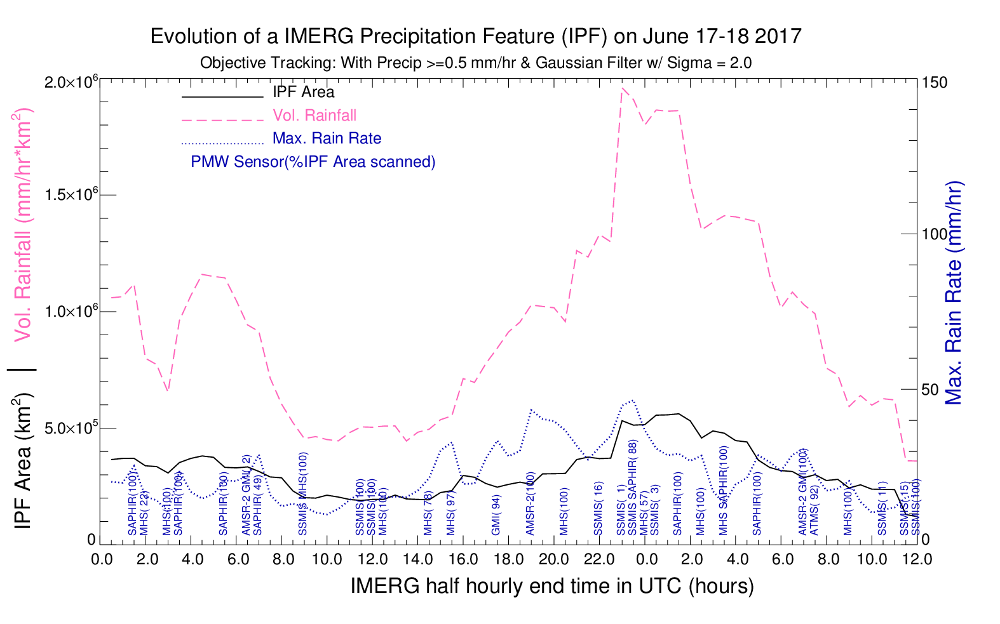 Evolution of a IMERG Precipitation Feature (IPF) on June 17-18 2017
Objective Tracking: With Precip >=0.5 mm/hr & Gaussian Filter w/ Sigma = 2.0
IPF Area
Vol. Rainfall
Max. Rain Rate
PMW Sensor(%IPF Area scanned)
2.0×10⁶
1.5×10⁶
1.0×10⁶
5.0×10⁵
0
IPF Area (km²) | Vol. Rainfall (mm/hr*km²)
150
100
50
0
Max. Rain Rate (mm/hr)
SAPHIR(100)
MHS( 22)
MHS(100)
SAPHIR(100)
SAPHIR(100)
AMSR-2 GMI( 2)
SAPHIR( 49)
SSMIS MHS(100)
SSMIS(100)
SSMIS(100)
MHS(100)
MHS( 78)
MHS( 97)
GMI( 94)
AMSR-2(100)
MHS(100)
SSMIS( 16)
SSMIS( 1)
SSMIS SAPHIR( 88)
MHS( 57)
SSMIS( 3)
SAPHIR(100)
MHS(100)
MHS SAPHIR(100)
SAPHIR(100)
AMSR-2 GMI(100)
ATMS( 92)
MHS(100)
SSMIS( 11)
SSMIS( 15)
SSMIS(100)
0.0 2.0 4.0 6.0 8.0 10.0 12.0 14.0 16.0 18.0 20.0 22.0 0.0 2.0 4.0 6.0 8.0 10.0 12.0
IMERG half hourly end time in UTC (hours)